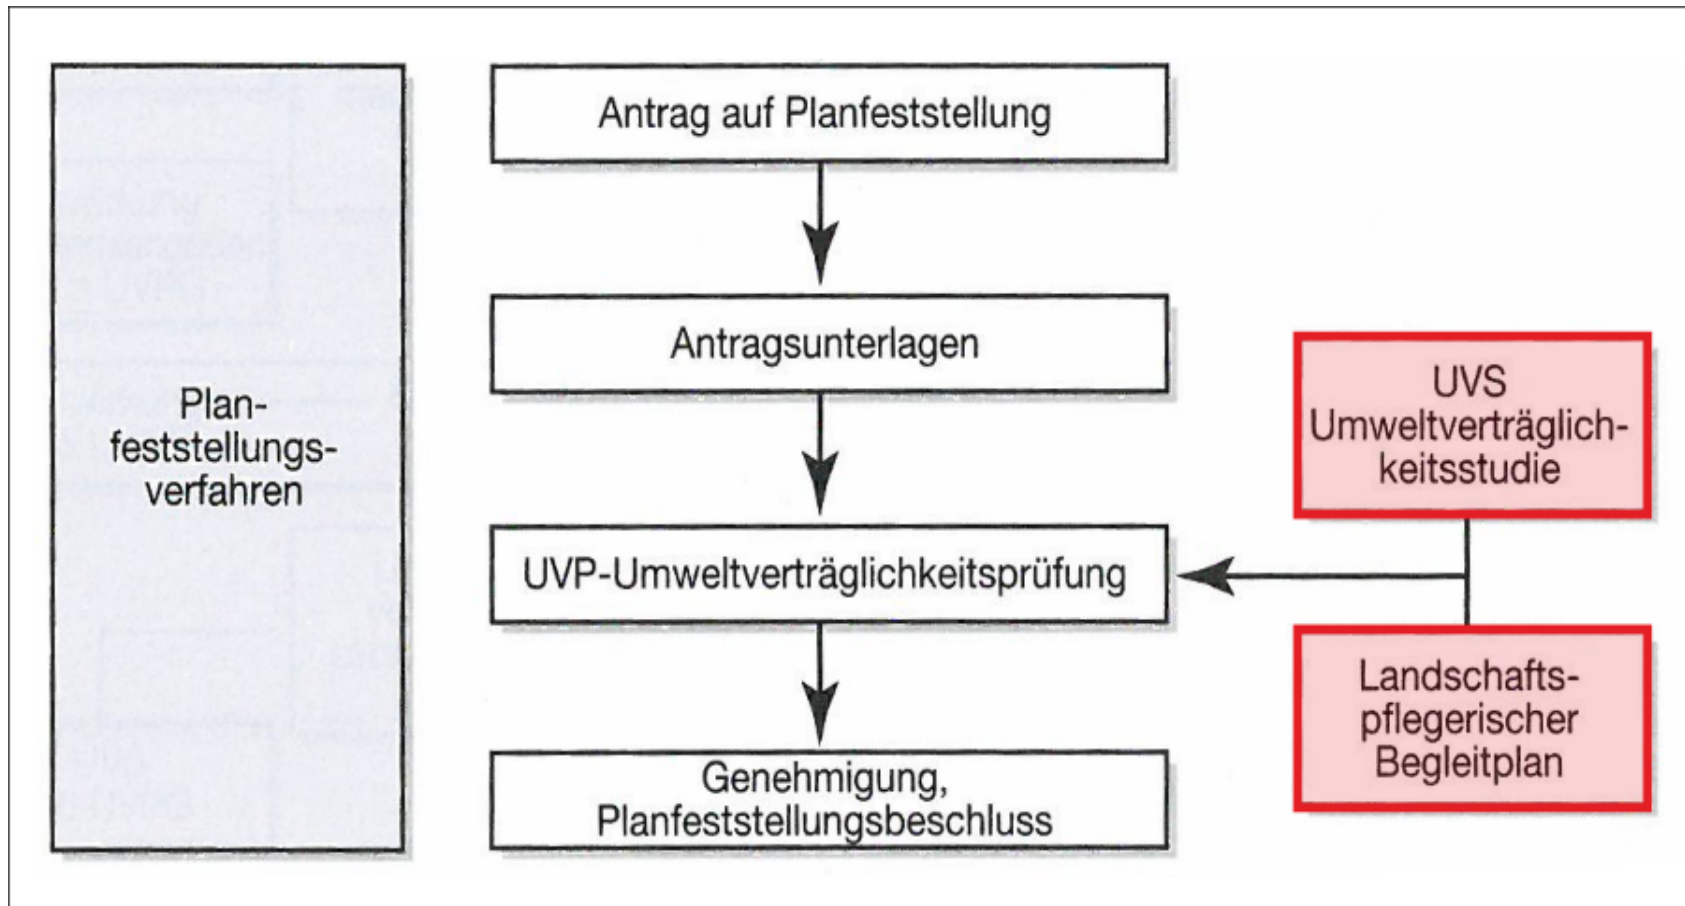 Antrag auf Planfeststellung
Antragsunterlagen
Plan-
feststellungs-
verfahren
UVS
Umweltverträglich-
keitsstudie
UVP-Umweltverträglichkeitsprüfung
Landschafts-
pflegerischer
Begleitplan
Genehmigung,
Planfeststellungsbeschluss